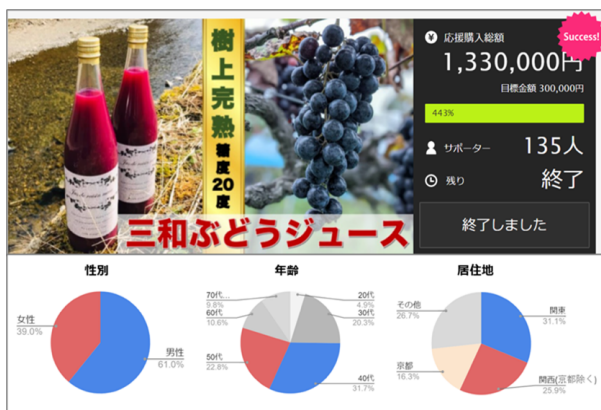 樹上完熟
糖度20度
三和ぶどうジュース
Success!
¥ 応援購入総額
1,330,000円
目標金額 300,000円
443%
サポーター 135人
残り 終了
終了しました
性別
女性
39.0%
男性
61.0%
年齢
70代...
9.8%
60代
10.6%
50代
22.8%
20代
4.9%
30代
20.3%
40代
31.7%
居住地
その他
26.7%
京都
16.3%
関東
31.1%
関西(京都除く)
25.9%